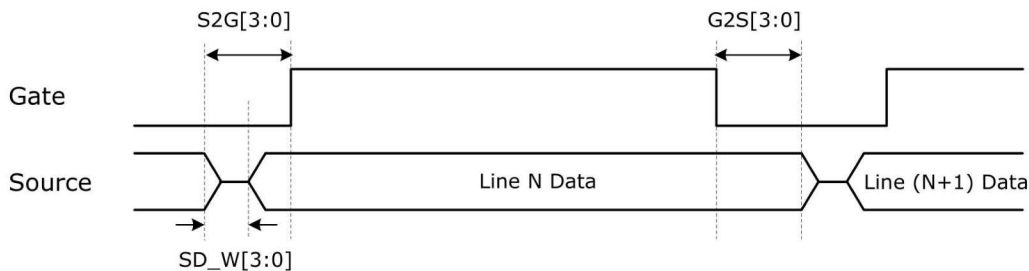 S2G[3:0]
G2S[3:0]
Gate
Source
Line N Data
Line (N+1) Data
SD_W[3:0]